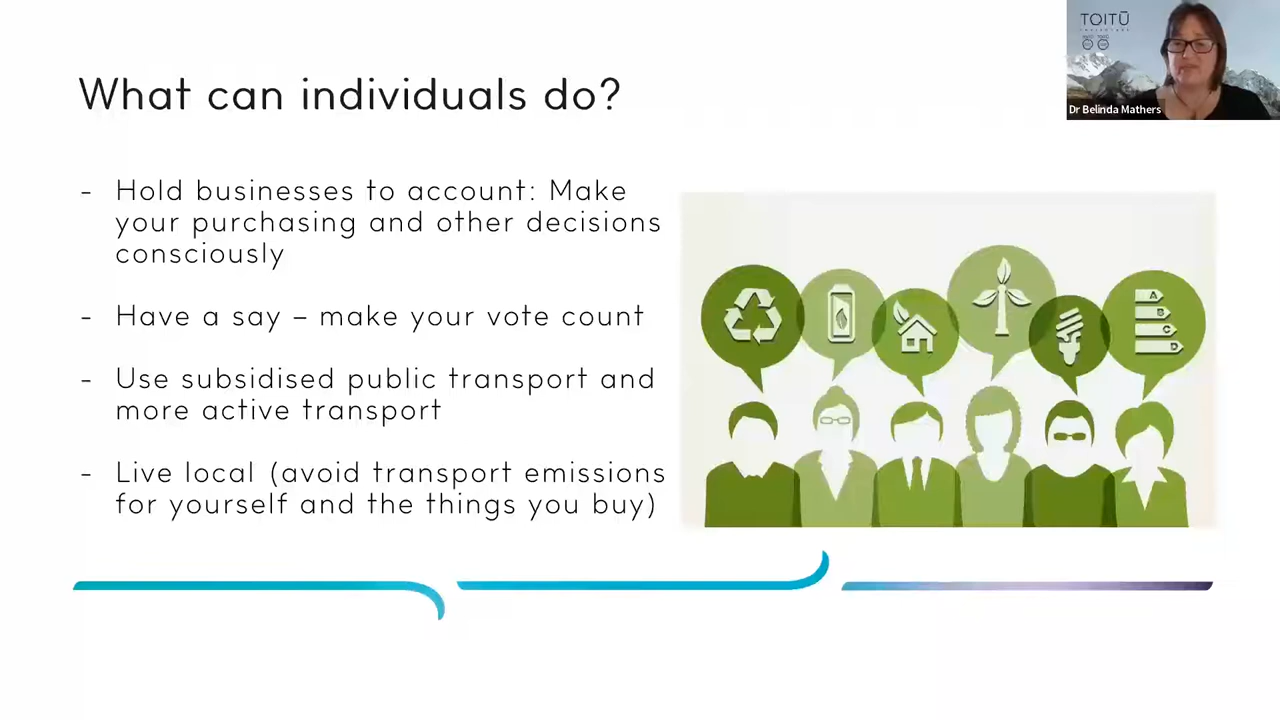 What can individuals do?
TOITŪ
Dr Belinda Mathers
- Hold businesses to account: Make
your purchasing and other decisions
consciously
- Have a say – make your vote count
- Use subsidised public transport and
more active transport
- Live local (avoid transport emissions
for yourself and the things you buy)
A
B
C
D